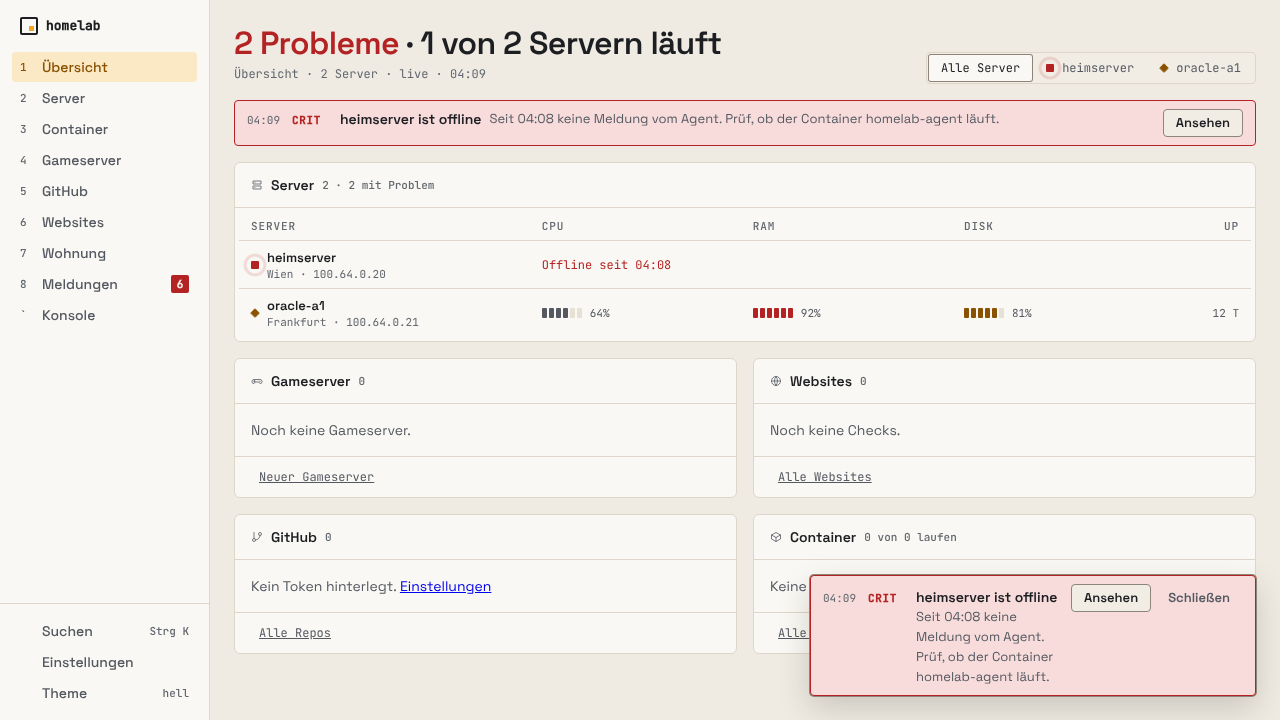 homelab
1 Übersicht
2 Server
3 Container
4 Gameserver
5 GitHub
6 Websites
7 Wohnung
8 Meldungen 6
` Konsole
Suchen Strg K
Einstellungen
Theme hell
2 Probleme · 1 von 2 Servern läuft
Übersicht · 2 Server · live · 04:09
Alle Server heimserver oracle-a1
04:09 CRIT heimserver ist offline Seit 04:08 keine Meldung vom Agent. Prüf, ob der Container homelab-agent läuft. Ansehen
Server 2 · 2 mit Problem
SERVER CPU RAM DISK UP
heimserver
Wien · 100.64.0.20
Offline seit 04:08
oracle-a1
Frankfurt · 100.64.0.21
64% 92% 81% 12 T
Gameserver 0
Noch keine Gameserver.
Neuer Gameserver
Websites 0
Noch keine Checks.
Alle Websites
GitHub 0
Kein Token hinterlegt. Einstellungen
Alle Repos
Container 0 von 0 laufen
Keine
Alle
04:09 CRIT heimserver ist offline Ansehen Schließen
Seit 04:08 keine
Meldung vom Agent.
Prüf, ob der Container
homelab-agent läuft.